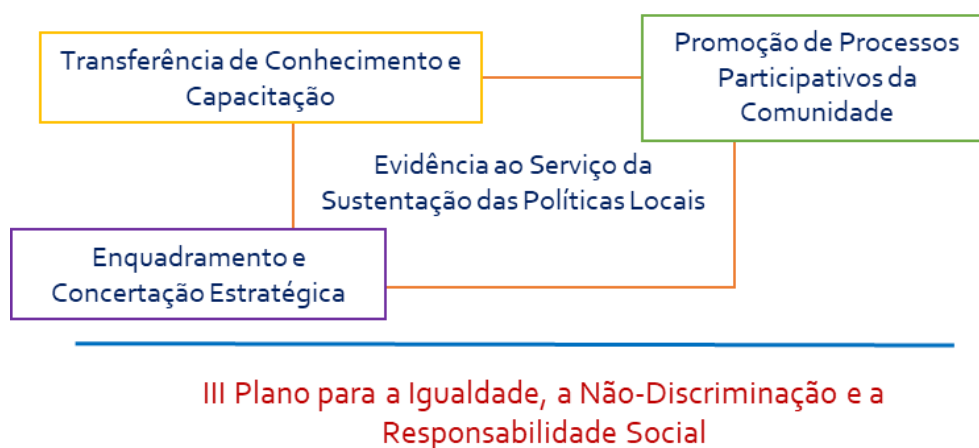 Transferência de Conhecimento e
Capacitação
Promoção de Processos
Participativos da
Comunidade
Evidência ao Serviço da
Sustentação das Políticas Locais
Enquadramento e
Concertação Estratégica
III Plano para a Igualdade, a Não-Discriminação e a
Responsabilidade Social